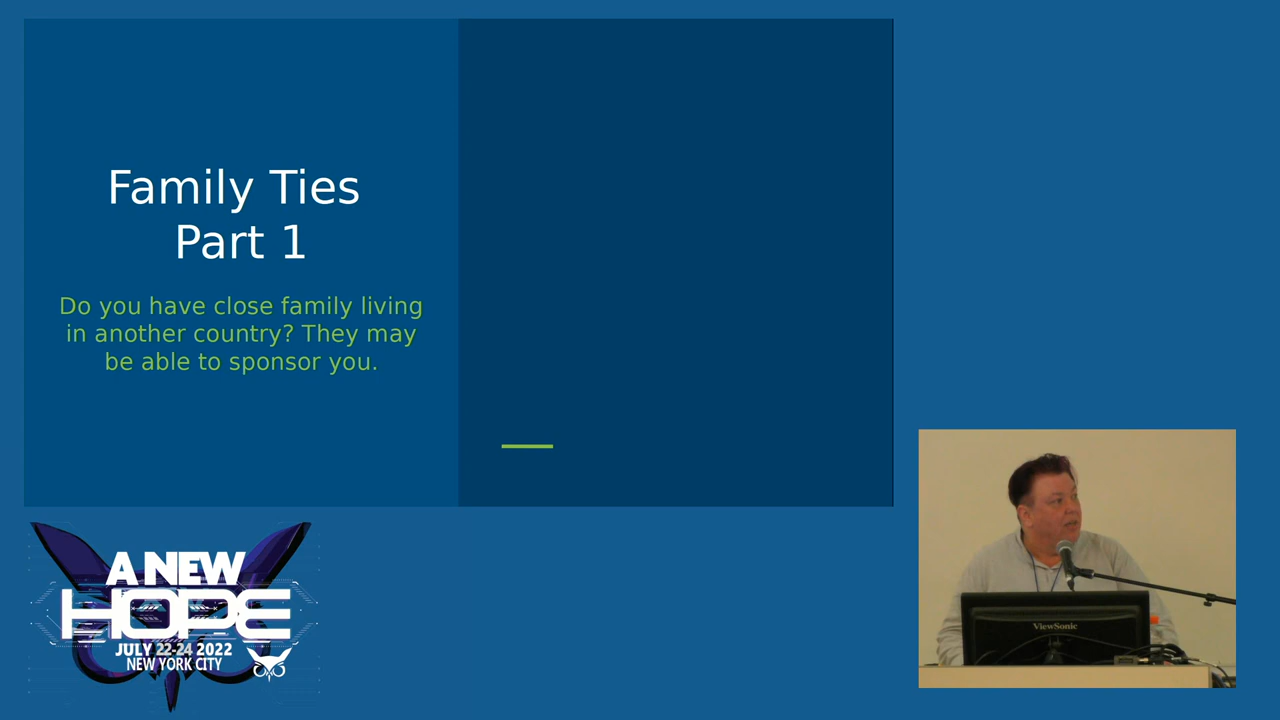 Family Ties
Part 1
Do you have close family living
in another country? They may
be able to sponsor you.
A NEW
HOPE
JULY 22-24 2022
NEW YORK CITY
ViewSonic